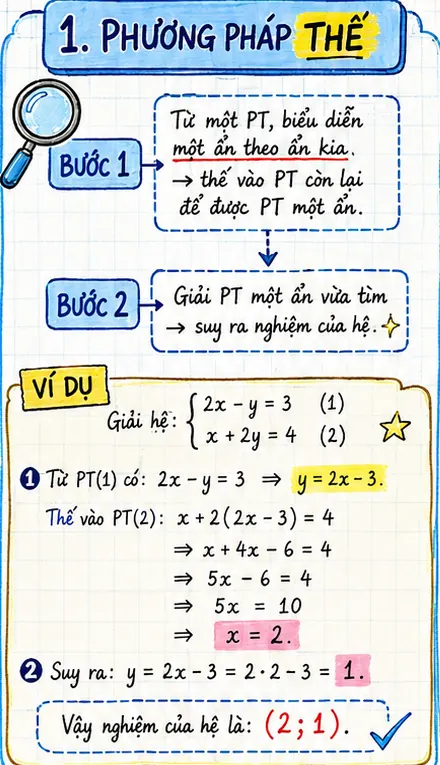 1. PHƯƠNG PHÁP THẾ
BƯỚC 1
Từ một PT, biểu diễn
một ẩn theo ẩn kia.
→ thế vào PT còn lại
để được PT một ẩn.
BƯỚC 2
Giải PT một ẩn vừa tìm
→ suy ra nghiệm của hệ.
VÍ DỤ
Giải hệ: { 2x − y = 3 (1)
x + 2y = 4 (2)
1 Từ PT(1) có: 2x − y = 3 ⇒ y = 2x − 3.
Thế vào PT(2): x + 2(2x − 3) = 4
⇒ x + 4x − 6 = 4
⇒ 5x − 6 = 4
⇒ 5x = 10
⇒ x = 2.
2 Suy ra: y = 2x − 3 = 2 · 2 − 3 = 1.
Vậy nghiệm của hệ là: (2 ; 1).